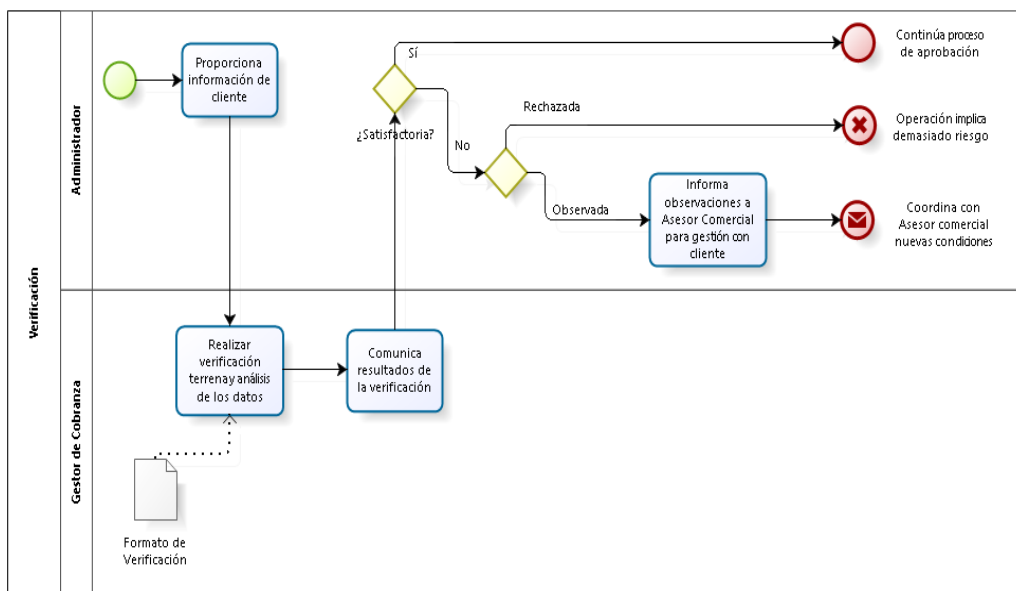 Verificación
Administrador
Proporciona
información de
cliente
¿Satisfactoria?
Sí
No
Rechazada
Observada
Informa
observaciones a
Asesor Comercial
para gestión con
cliente
Continúa proceso
de aprobación
Operación implica
demasiado riesgo
Coordina con
Asesor comercial
nuevas condiciones
Gestor de Cobranza
Realizar
verificación
terrenay análisis
de los datos
Comunica
resultados de
la verificación
Formato de
Verificación